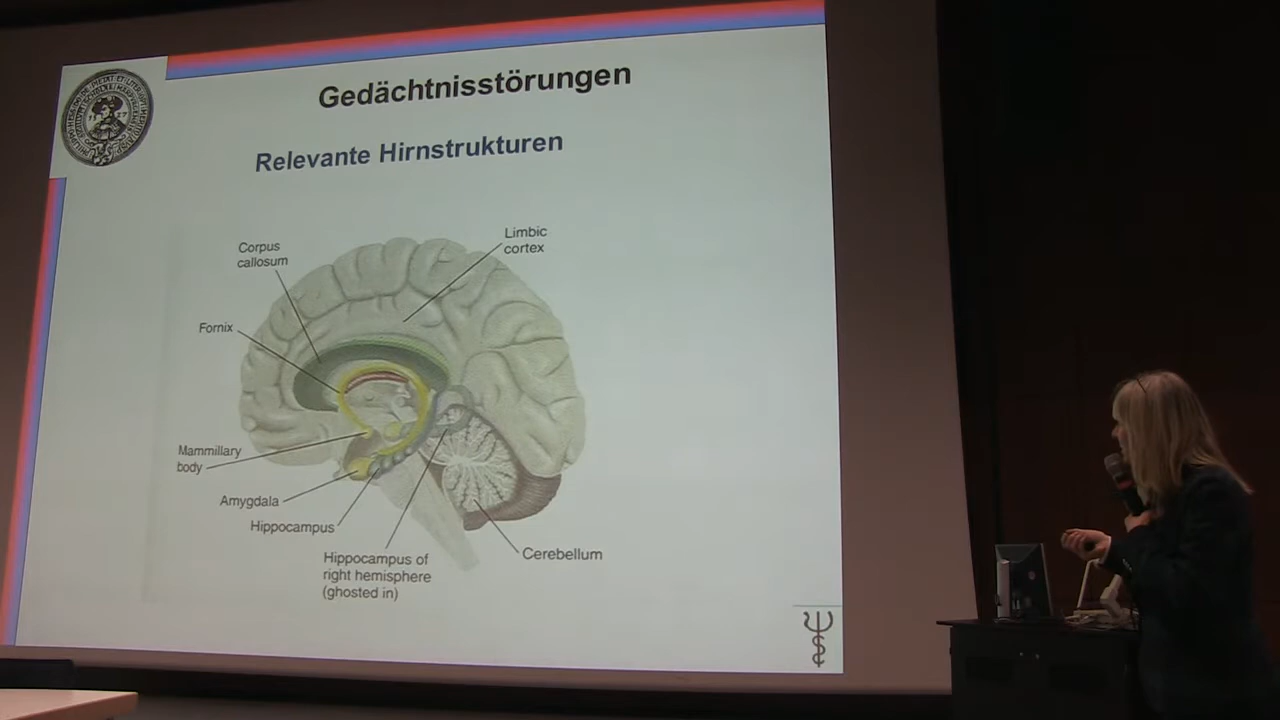 Gedächtnisstörungen
Relevante Hirnstrukturen
Corpus
callosum
Limbic
cortex
Fornix
Mammillary
body
Amygdala
Hippocampus
Hippocampus of
right hemisphere
(ghosted in)
Cerebellum